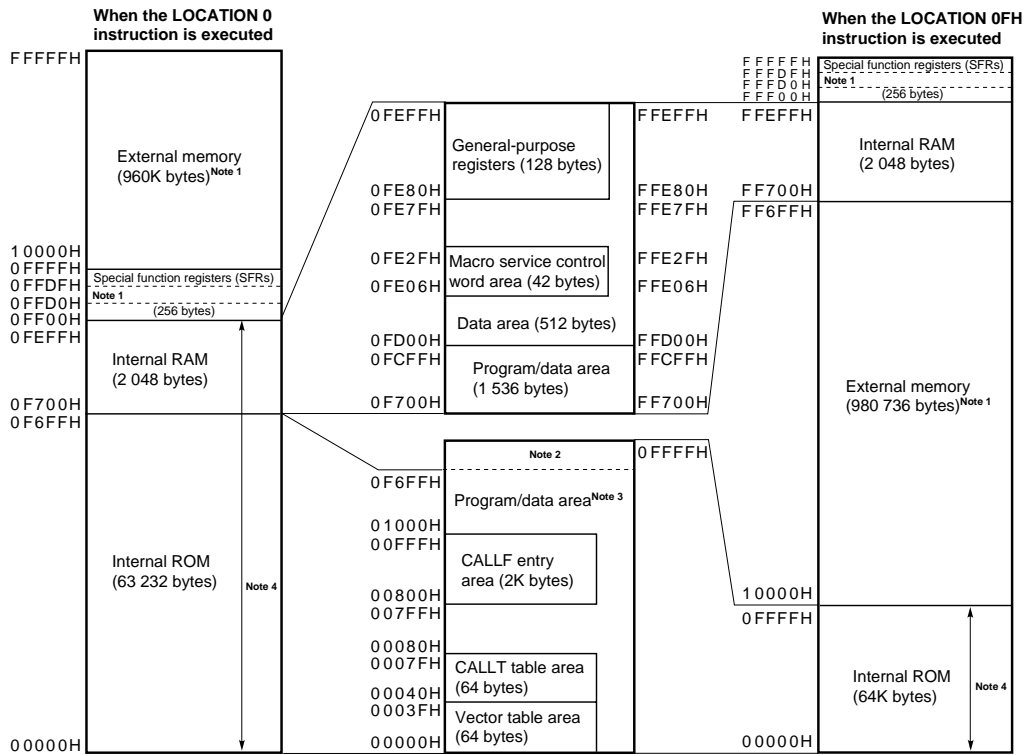 When the LOCATION 0
instruction is executed
FFFFFH
External memory
(960K bytes)Note 1
10000H
0FFFFH
Special function registers (SFRs)
0FFDFH
Note 1
0FFD0H
(256 bytes)
0FF00H
0FEFFH
Internal RAM
(2 048 bytes)
0F700H
0F6FFH
Internal ROM
(63 232 bytes)
Note 4
00000H
0FEFFH
General-purpose
registers (128 bytes)
0FE80H
0FE7FH
0FE2FH
Macro service control
word area (42 bytes)
0FE06H
Data area (512 bytes)
0FD00H
0FCFFH
Program/data area
(1 536 bytes)
0F700H
FFEFFH
FFE80H
FFE7FH
FFE2FH
FFE06H
FFD00H
FFCFFH
FF700H
Note 2
0FFFFH
0F6FFH
Program/data areaNote 3
01000H
00FFFH
CALLF entry
area (2K bytes)
00800H
007FFH
00080H
0007FH
CALLT table area
(64 bytes)
00040H
0003FH
Vector table area
(64 bytes)
00000H
When the LOCATION 0FH
instruction is executed
FFFFFH
Special function registers (SFRs)
FFFDFH
Note 1
FFFD0H
(256 bytes)
FFF00H
FFEFFH
Internal RAM
(2 048 bytes)
FF700H
FF6FFH
External memory
(980 736 bytes)Note 1
10000H
0FFFFH
Internal ROM
(64K bytes)
Note 4
00000H